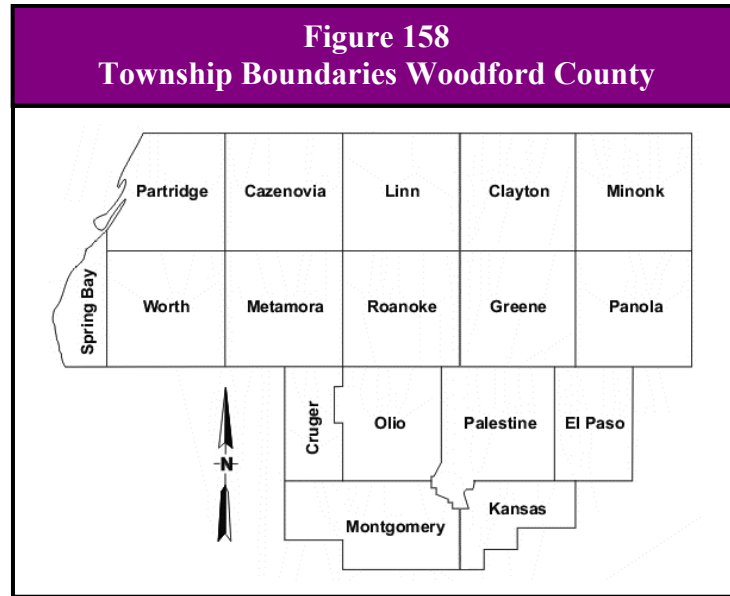 Figure 158
Township Boundaries Woodford County
Partridge
Cazenovia
Linn
Clayton
Minonk
Spring Bay
Worth
Metamora
Roanoke
Greene
Panola
Cruger
Olio
Palestine
El Paso
N
Montgomery
Kansas